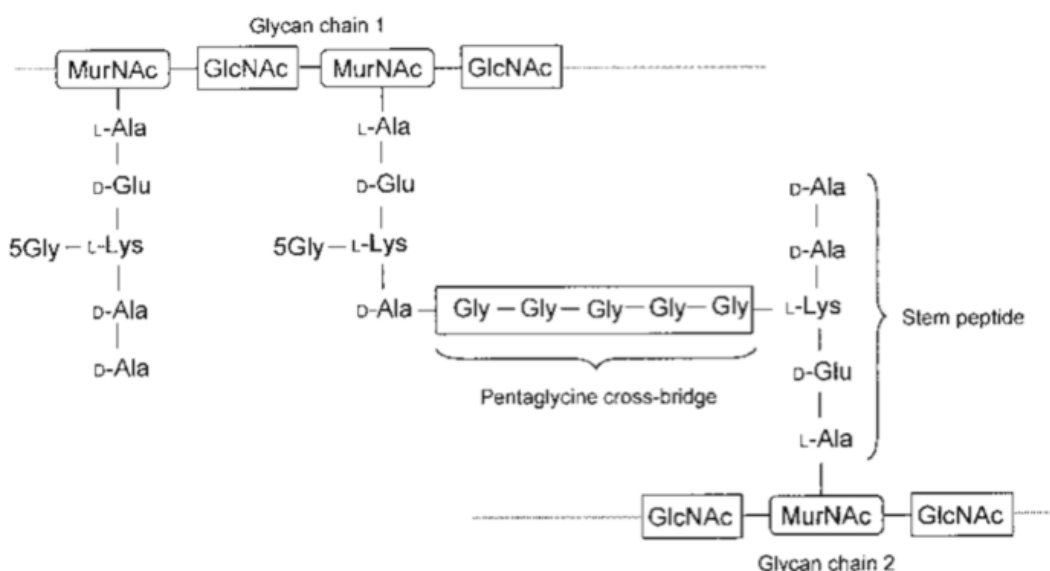 Glycan chain 1
MurNAc GlcNAc MurNAc GlcNAc
L-Ala L-Ala
D-Glu D-Glu D-Ala
5Gly L-Lys 5Gly L-Lys D-Ala
D-Ala D-Ala Gly Gly Gly Gly Gly L-Lys Stem peptide
D-Ala D-Glu
Pentaglycine cross-bridge
L-Ala
GlcNAc MurNAc GlcNAc
Glycan chain 2